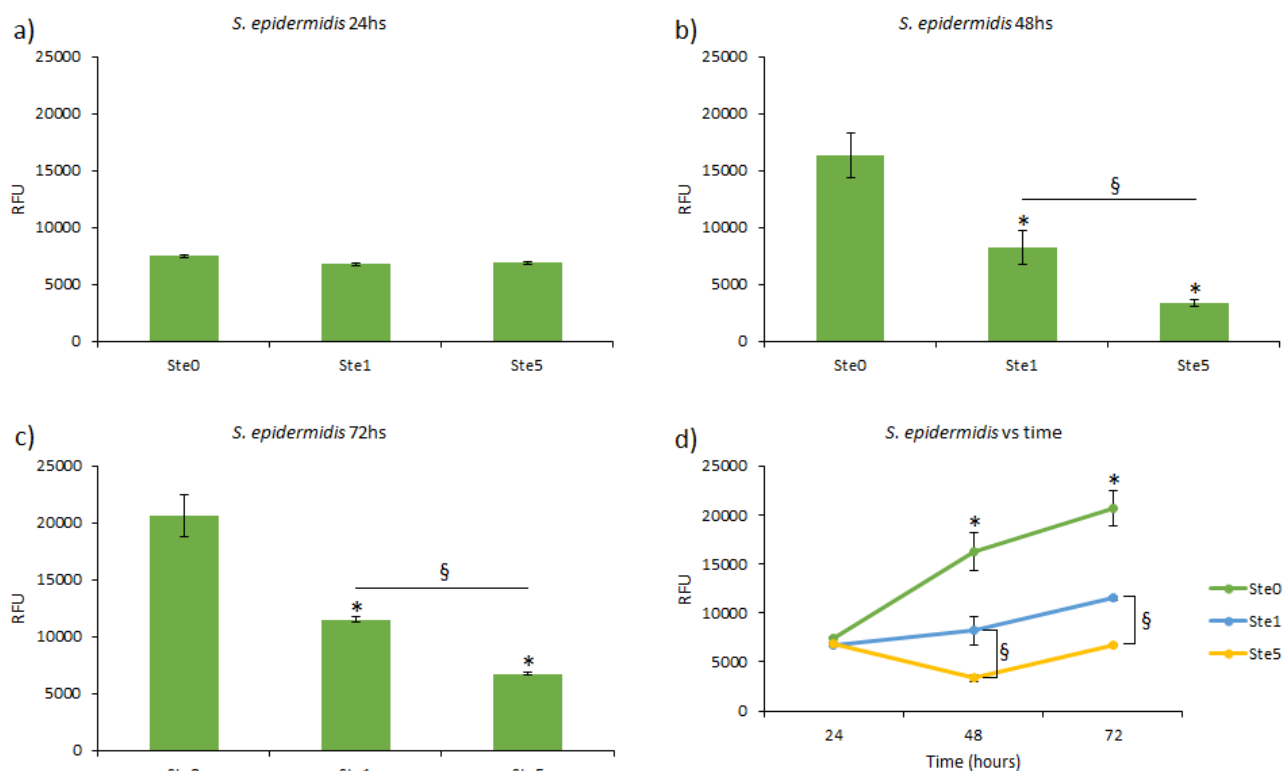 a)
S. epidermidis 24hs
25000
20000
15000
10000
5000
0
RFU
Ste0 Ste1 Ste5
b)
S. epidermidis 48hs
25000
20000
15000
10000
5000
0
RFU
§
*
*
Ste0 Ste1 Ste5
c)
S. epidermidis 72hs
25000
20000
15000
10000
5000
0
RFU
§
*
*
d)
S. epidermidis vs time
25000
20000
15000
10000
5000
0
RFU
*
*
§
§
24 48 72
Time (hours)
Ste0
Ste1
Ste5